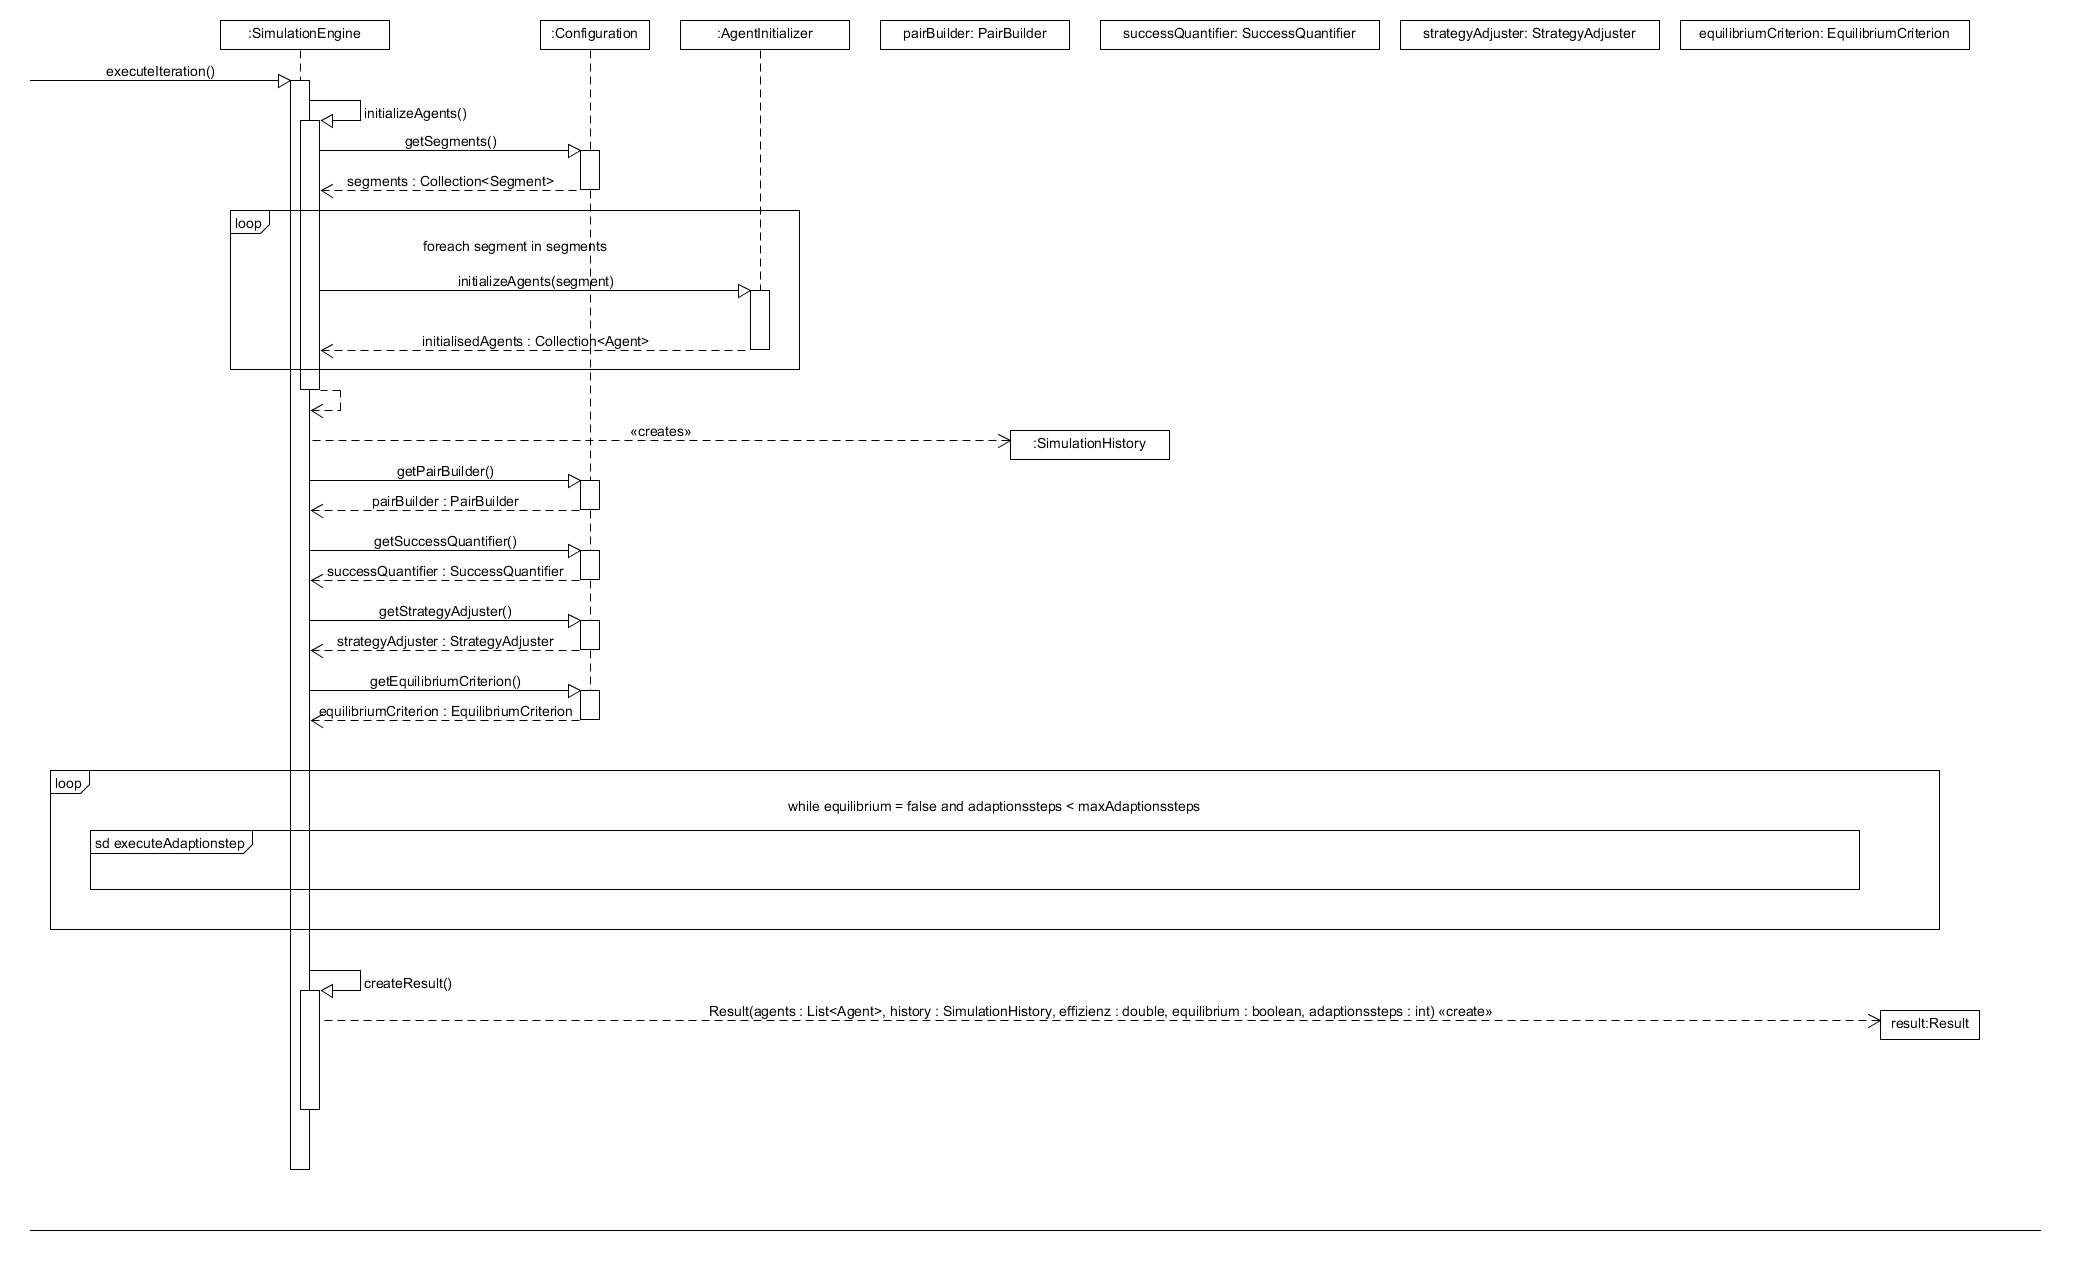 :SimulationEngine
:Configuration
:AgentInitializer
pairBuilder: PairBuilder
successQuantifier: SuccessQuantifier
strategyAdjuster: StrategyAdjuster
equilibriumCriterion: EquilibriumCriterion
executeIteration()
initializeAgents()
getSegments()
segments : Collection<Segment>
loop
foreach segment in segments
initializeAgents(segment)
initialisedAgents : Collection<Agent>
«creates»
:SimulationHistory
getPairBuilder()
pairBuilder : PairBuilder
getSuccessQuantifier()
successQuantifier : SuccessQuantifier
getStrategyAdjuster()
strategyAdjuster : StrategyAdjuster
getEquilibriumCriterion()
equilibriumCriterion : EquilibriumCriterion
loop
while equilibrium = false and adaptionssteps < maxAdaptionssteps
sd executeAdaptionstep
createResult()
Result(agents : List<Agent>, history : SimulationHistory, effizienz : double, equilibrium : boolean, adaptionssteps : int) «create»
result:Result